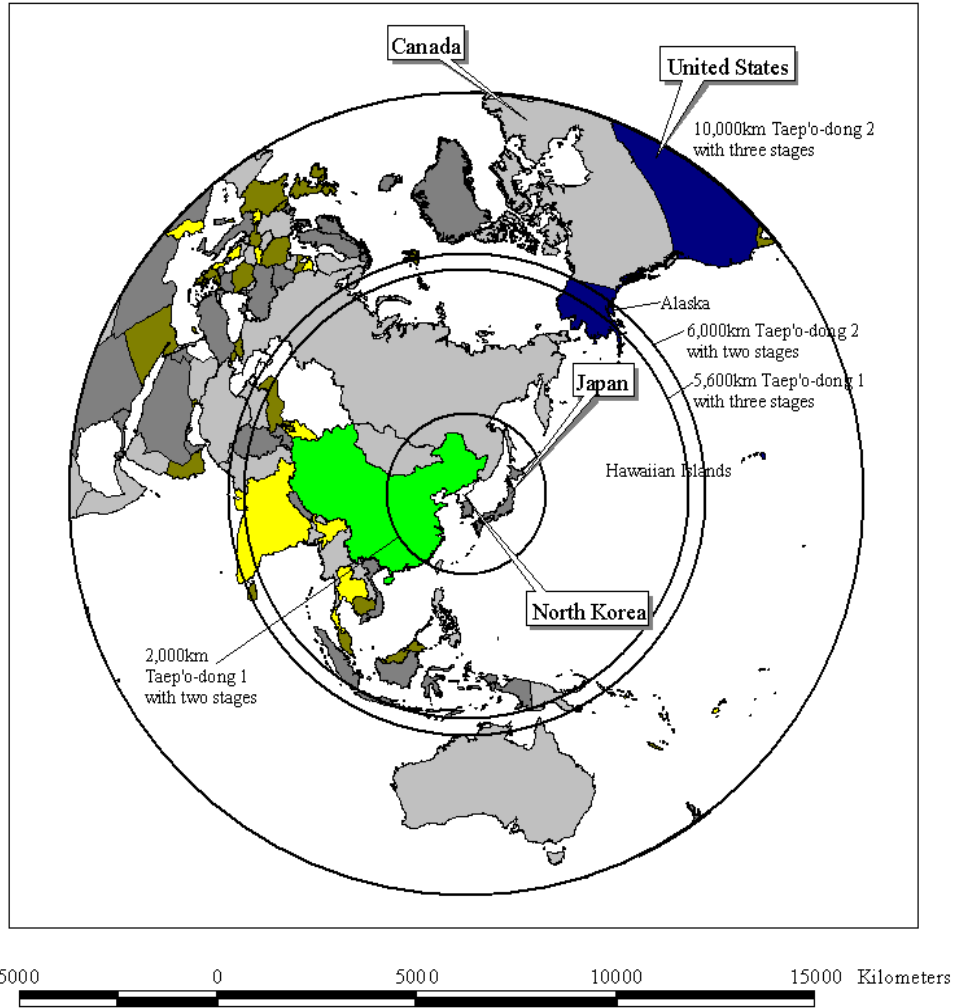 Canada
United States
10,000km Taep'o-dong 2
with three stages
Alaska
6,000km Taep'o-dong 2
with two stages
Japan
5,600km Taep'o-dong 1
with three stages
Hawaiian Islands
North Korea
2,000km
Taep'o-dong 1
with two stages
5000 0 5000 10000 15000 Kilometers